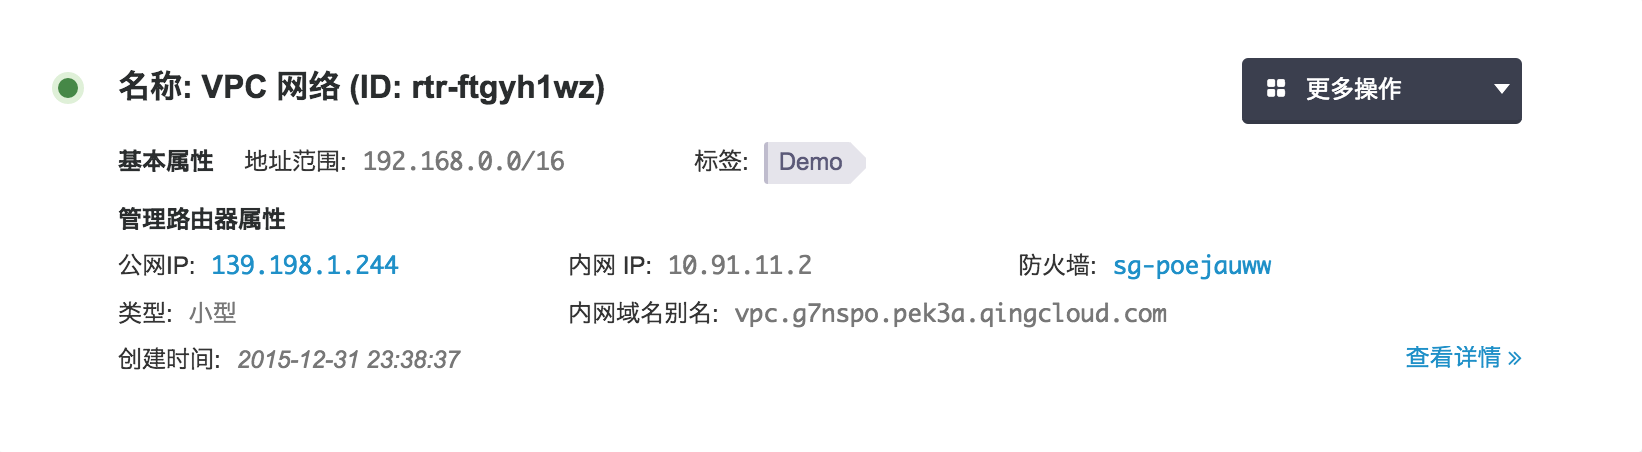 名称: VPC 网络 (ID: rtr-ftgyh1wz)
更多操作
基本属性 地址范围: 192.168.0.0/16 标签: Demo
管理路由器属性
公网IP: 139.198.1.244 内网 IP: 10.91.11.2 防火墙: sg-poejauww
类型: 小型 内网域名别名: vpc.g7nspo.pek3a.qingcloud.com
创建时间: 2015-12-31 23:38:37
查看详情 »